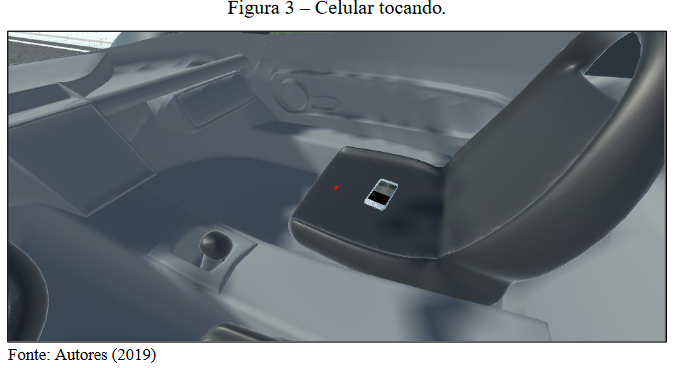 Figura 3 – Celular tocando.
Fonte: Autores (2019)